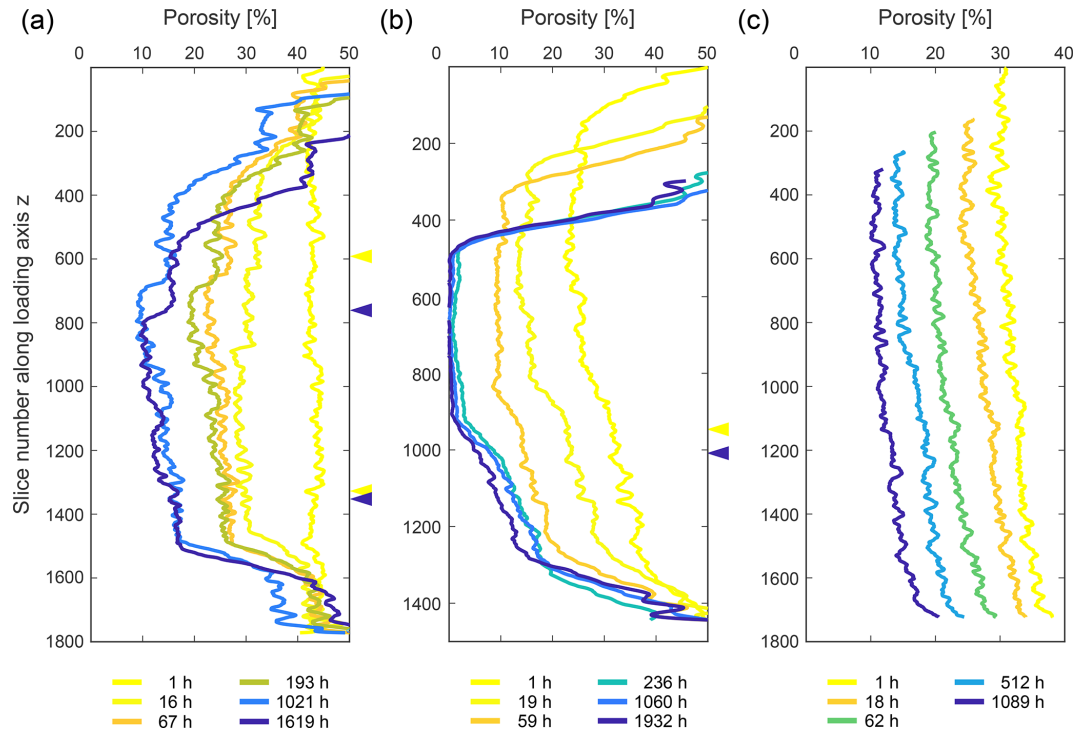 (a) Porosity [%] (b) Porosity [%] (c) Porosity [%]
0 10 20 30 40 50 0 10 20 30 40 50 0 10 20 30 40
Slice number along loading axis z
200
400
600
800
1000
1200
1400
1600
1800
200
400
600
800
1000
1200
1400
200
400
600
800
1000
1200
1400
1600
1800
1 h 193 h
16 h 1021 h
67 h 1619 h
1 h 236 h
19 h 1060 h
59 h 1932 h
1 h 512 h
18 h 1089 h
62 h